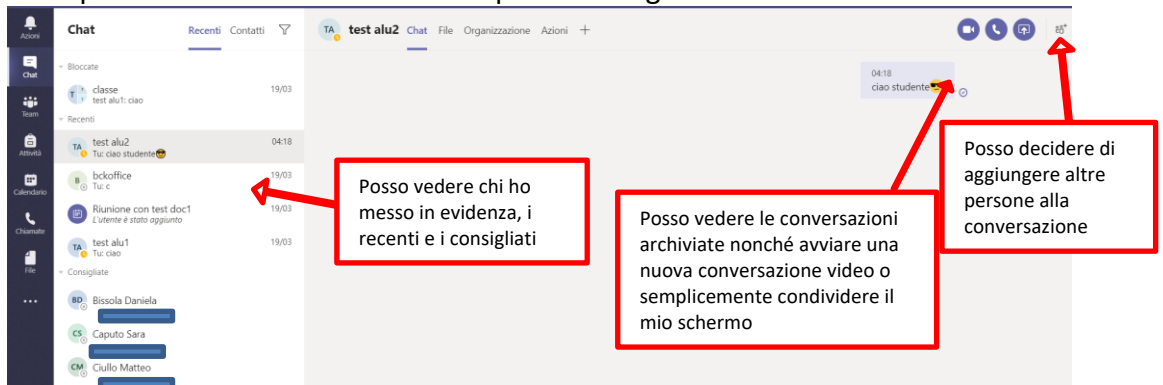 Azioni
Chat
Team
Attività
Calendario
Chiamate
File
Chat
Recenti
Contatti
Bloccate
T
classe
19/03
test alu1: ciao
Recenti
TA
test alu2
04:18
Tu: ciao studente😎
B
bckoffice
19/03
Tu: c
Riunione con test doc1
19/03
L'utente è stato aggiunto
TA
test alu1
19/03
Tu: ciao
Consigliate
BD
Bissola Daniela
CS
Caputo Sara
CM
Ciullo Matteo
TA
test alu2 Chat File Organizzazione Azioni +
04:18
ciao studente😎
Posso vedere chi ho
messo in evidenza, i
recenti e i consigliati
Posso vedere le conversazioni
archiviate nonché avviare una
nuova conversazione video o
semplicemente condividere il
mio schermo
Posso decidere di
aggiungere altre
persone alla
conversazione